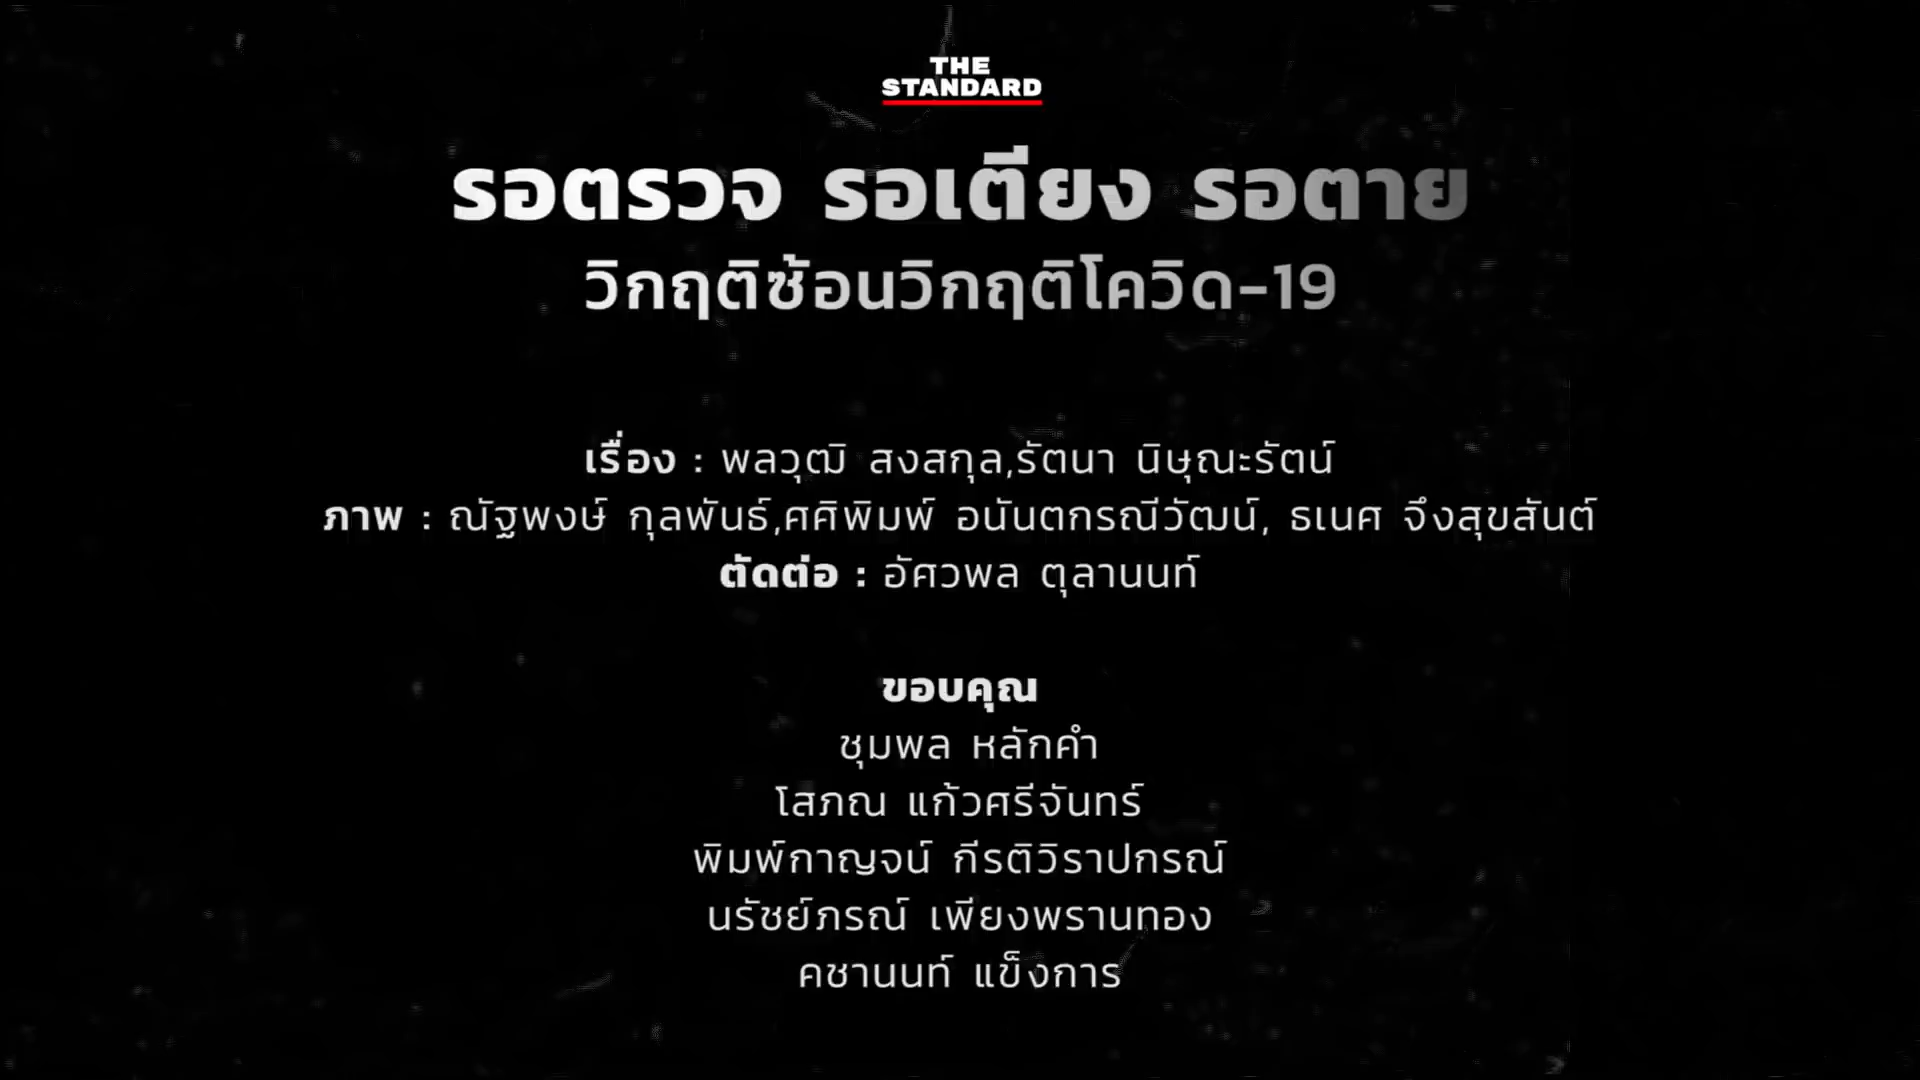 THE
STANDARD
รอตรวจ รอเตียง รอตาย
วิกฤติซ้อนวิกฤติโควิด-19
เรื่อง : พลวุฒิ สงสกุล,รัตนา นิษุณะรัตน์
ภาพ : ณัฐพงษ์ กุลพันธ์,ศศิพิมพ์ อนันตกรณีวัฒน์, ธเนศ จึงสุขสันต์
ตัดต่อ : อัศวพล ตุลานนท์
ขอบคุณ
ชุมพล หลักคำ
โสภณ แก้วศรีจันทร์
พิมพ์กาญจน์ กีรติวิราปกรณ์
นรัชย์ภรณ์ เพียงพรานทอง
คชานนท์ แข็งการ